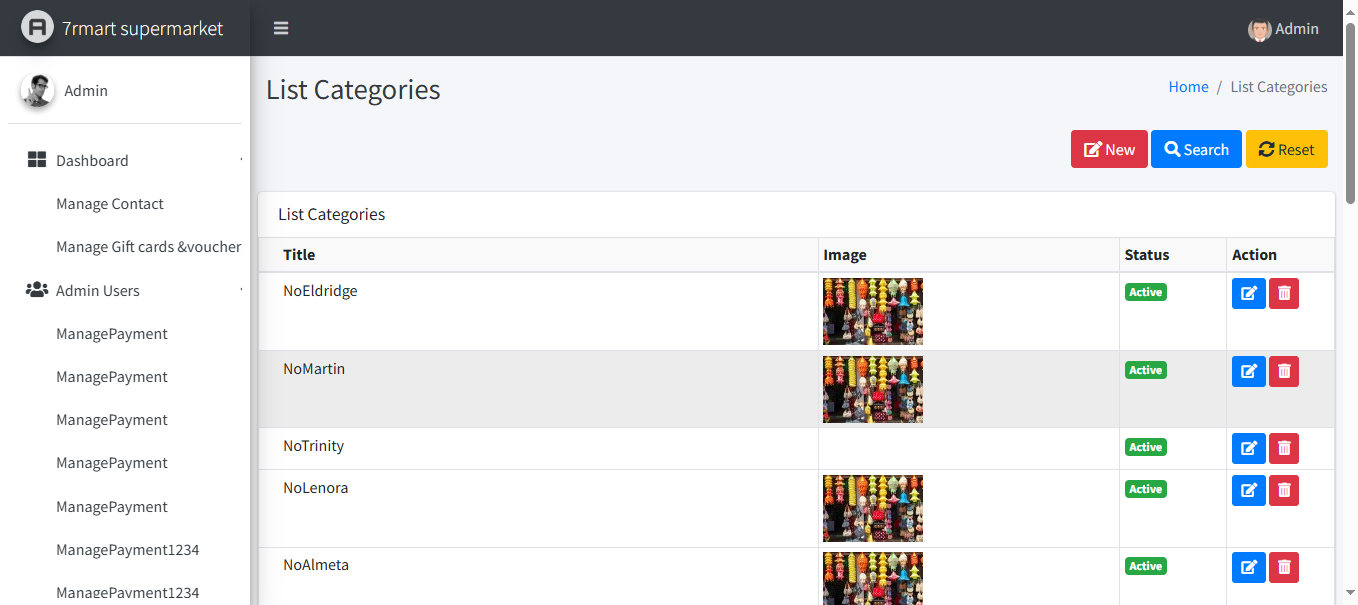 7rmart supermarket
Admin
Admin
List Categories
Home / List Categories
Dashboard
Manage Contact
Manage Gift cards &voucher
Admin Users
ManagePayment
ManagePayment
ManagePayment
ManagePayment
ManagePayment
ManagePayment1234
ManagePayment1234
New
Search
Reset
List Categories
Title Image Status Action
NoEldridge Active
NoMartin Active
NoTrinity Active
NoLenora Active
NoAlmeta Active